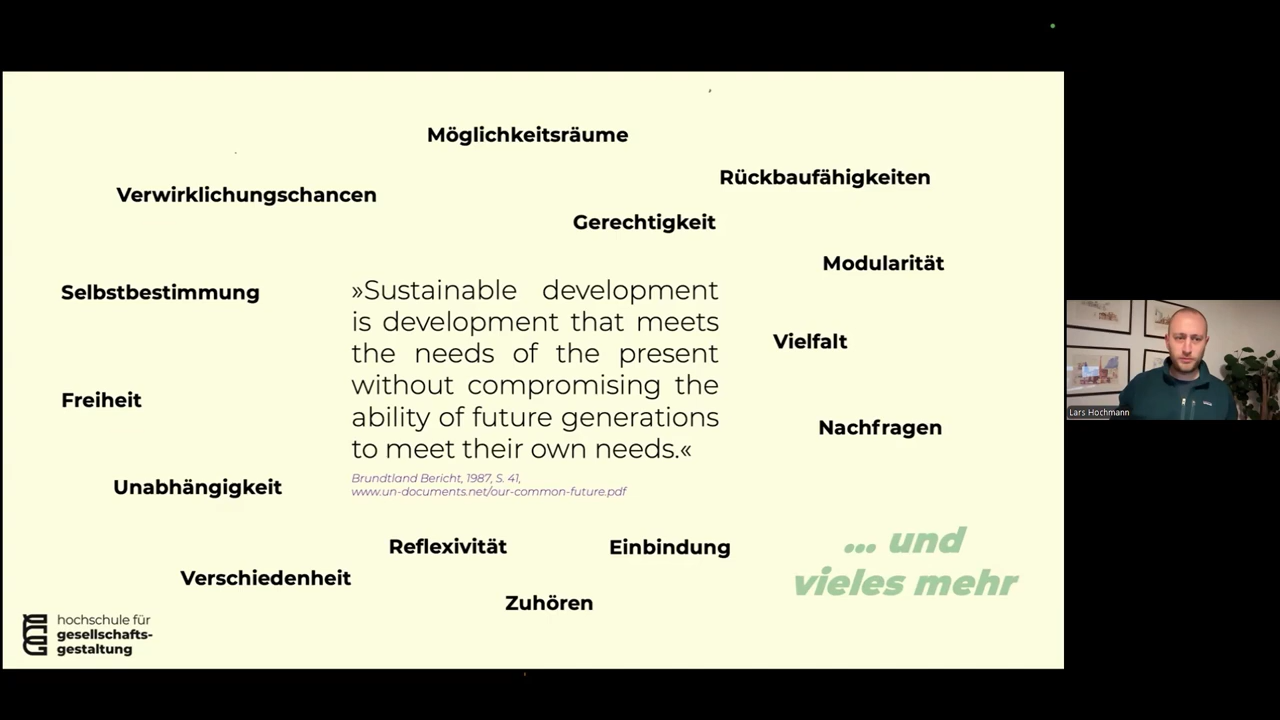 Möglichkeitsräume
Rückbaufähigkeiten
Verwirklichungschancen
Gerechtigkeit
Modularität
Selbstbestimmung
»Sustainable development
is development that meets
the needs of the present
without compromising the
ability of future generations
to meet their own needs.«
Brundtland Bericht, 1987, S. 41,
www.un-documents.net/our-common-future.pdf
Vielfalt
Freiheit
Nachfragen
Unabhängigkeit
Reflexivität
Einbindung
... und
vieles mehr
Verschiedenheit
Zuhören
hochschule für
gesellschafts-
gestaltung
Lars Hochmann